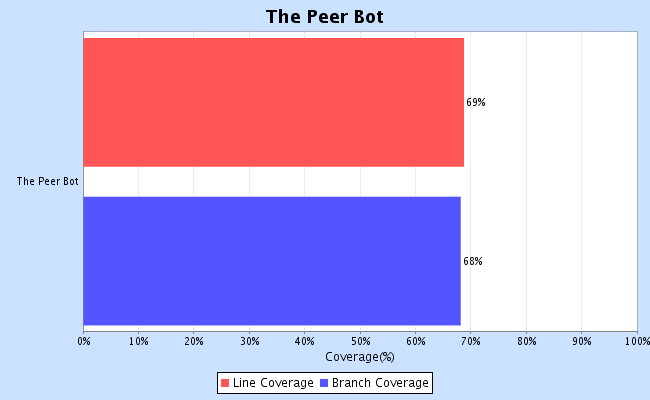 The Peer Bot
69%
The Peer Bot
68%
0% 10% 20% 30% 40% 50% 60% 70% 80% 90% 100%
Coverage(%)
Line Coverage Branch Coverage